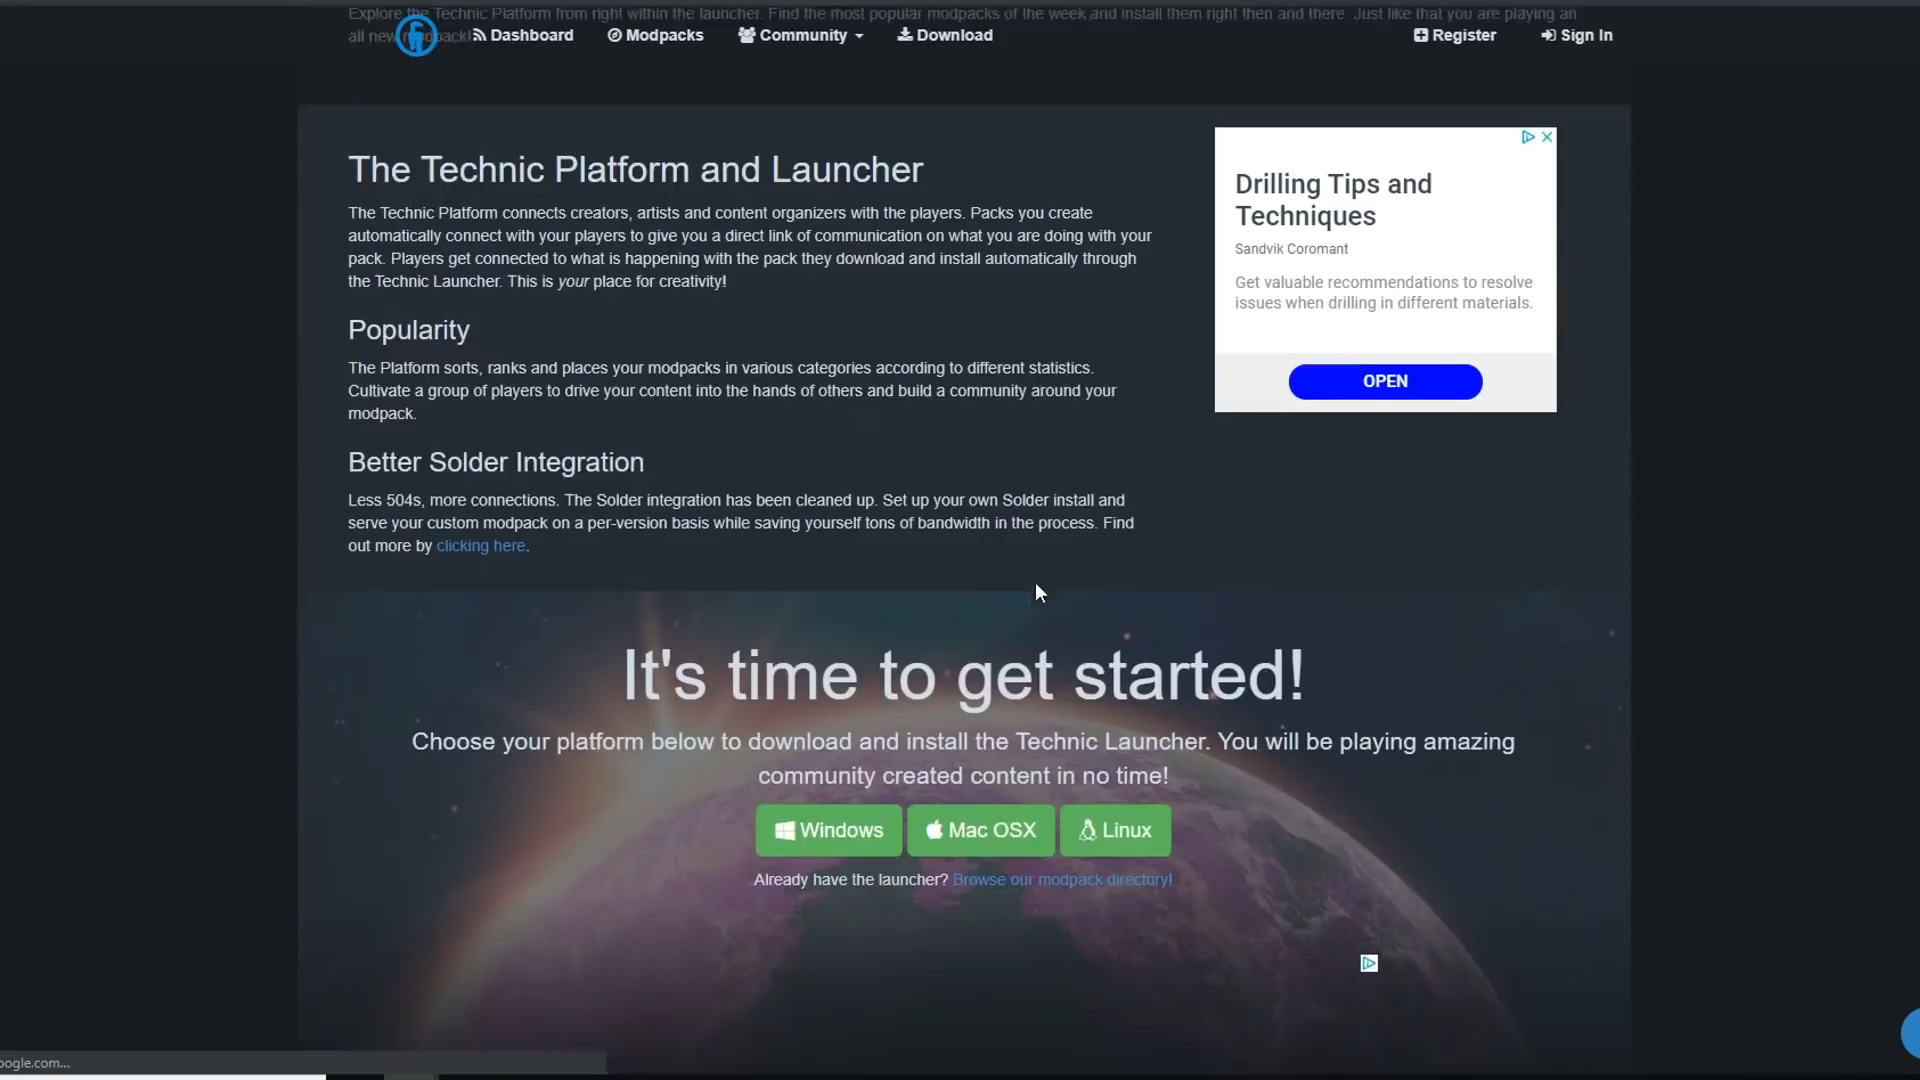 Explore the Technic Platform from right within the launcher. Find the most popular modpacks of the week and install them right then and there. Just like that you are playing an
all new modpack!
Dashboard Modpacks Community Download Register Sign In
The Technic Platform and Launcher
The Technic Platform connects creators, artists and content organizers with the players. Packs you create
automatically connect with your players to give you a direct link of communication on what you are doing with your
pack. Players get connected to what is happening with the pack they download and install automatically through
the Technic Launcher. This is your place for creativity!
Popularity
The Platform sorts, ranks and places your modpacks in various categories according to different statistics.
Cultivate a group of players to drive your content into the hands of others and build a community around your
modpack.
Better Solder Integration
Less 504s, more connections. The Solder integration has been cleaned up. Set up your own Solder install and
serve your custom modpack on a per-version basis while saving yourself tons of bandwidth in the process. Find
out more by clicking here.
Drilling Tips and
Techniques
Sandvik Coromant
Get valuable recommendations to resolve
issues when drilling in different materials.
OPEN
It's time to get started!
Choose your platform below to download and install the Technic Launcher. You will be playing amazing
community created content in no time!
Windows Mac OSX Linux
Already have the launcher? Browse our modpack directory!
oogle.com...